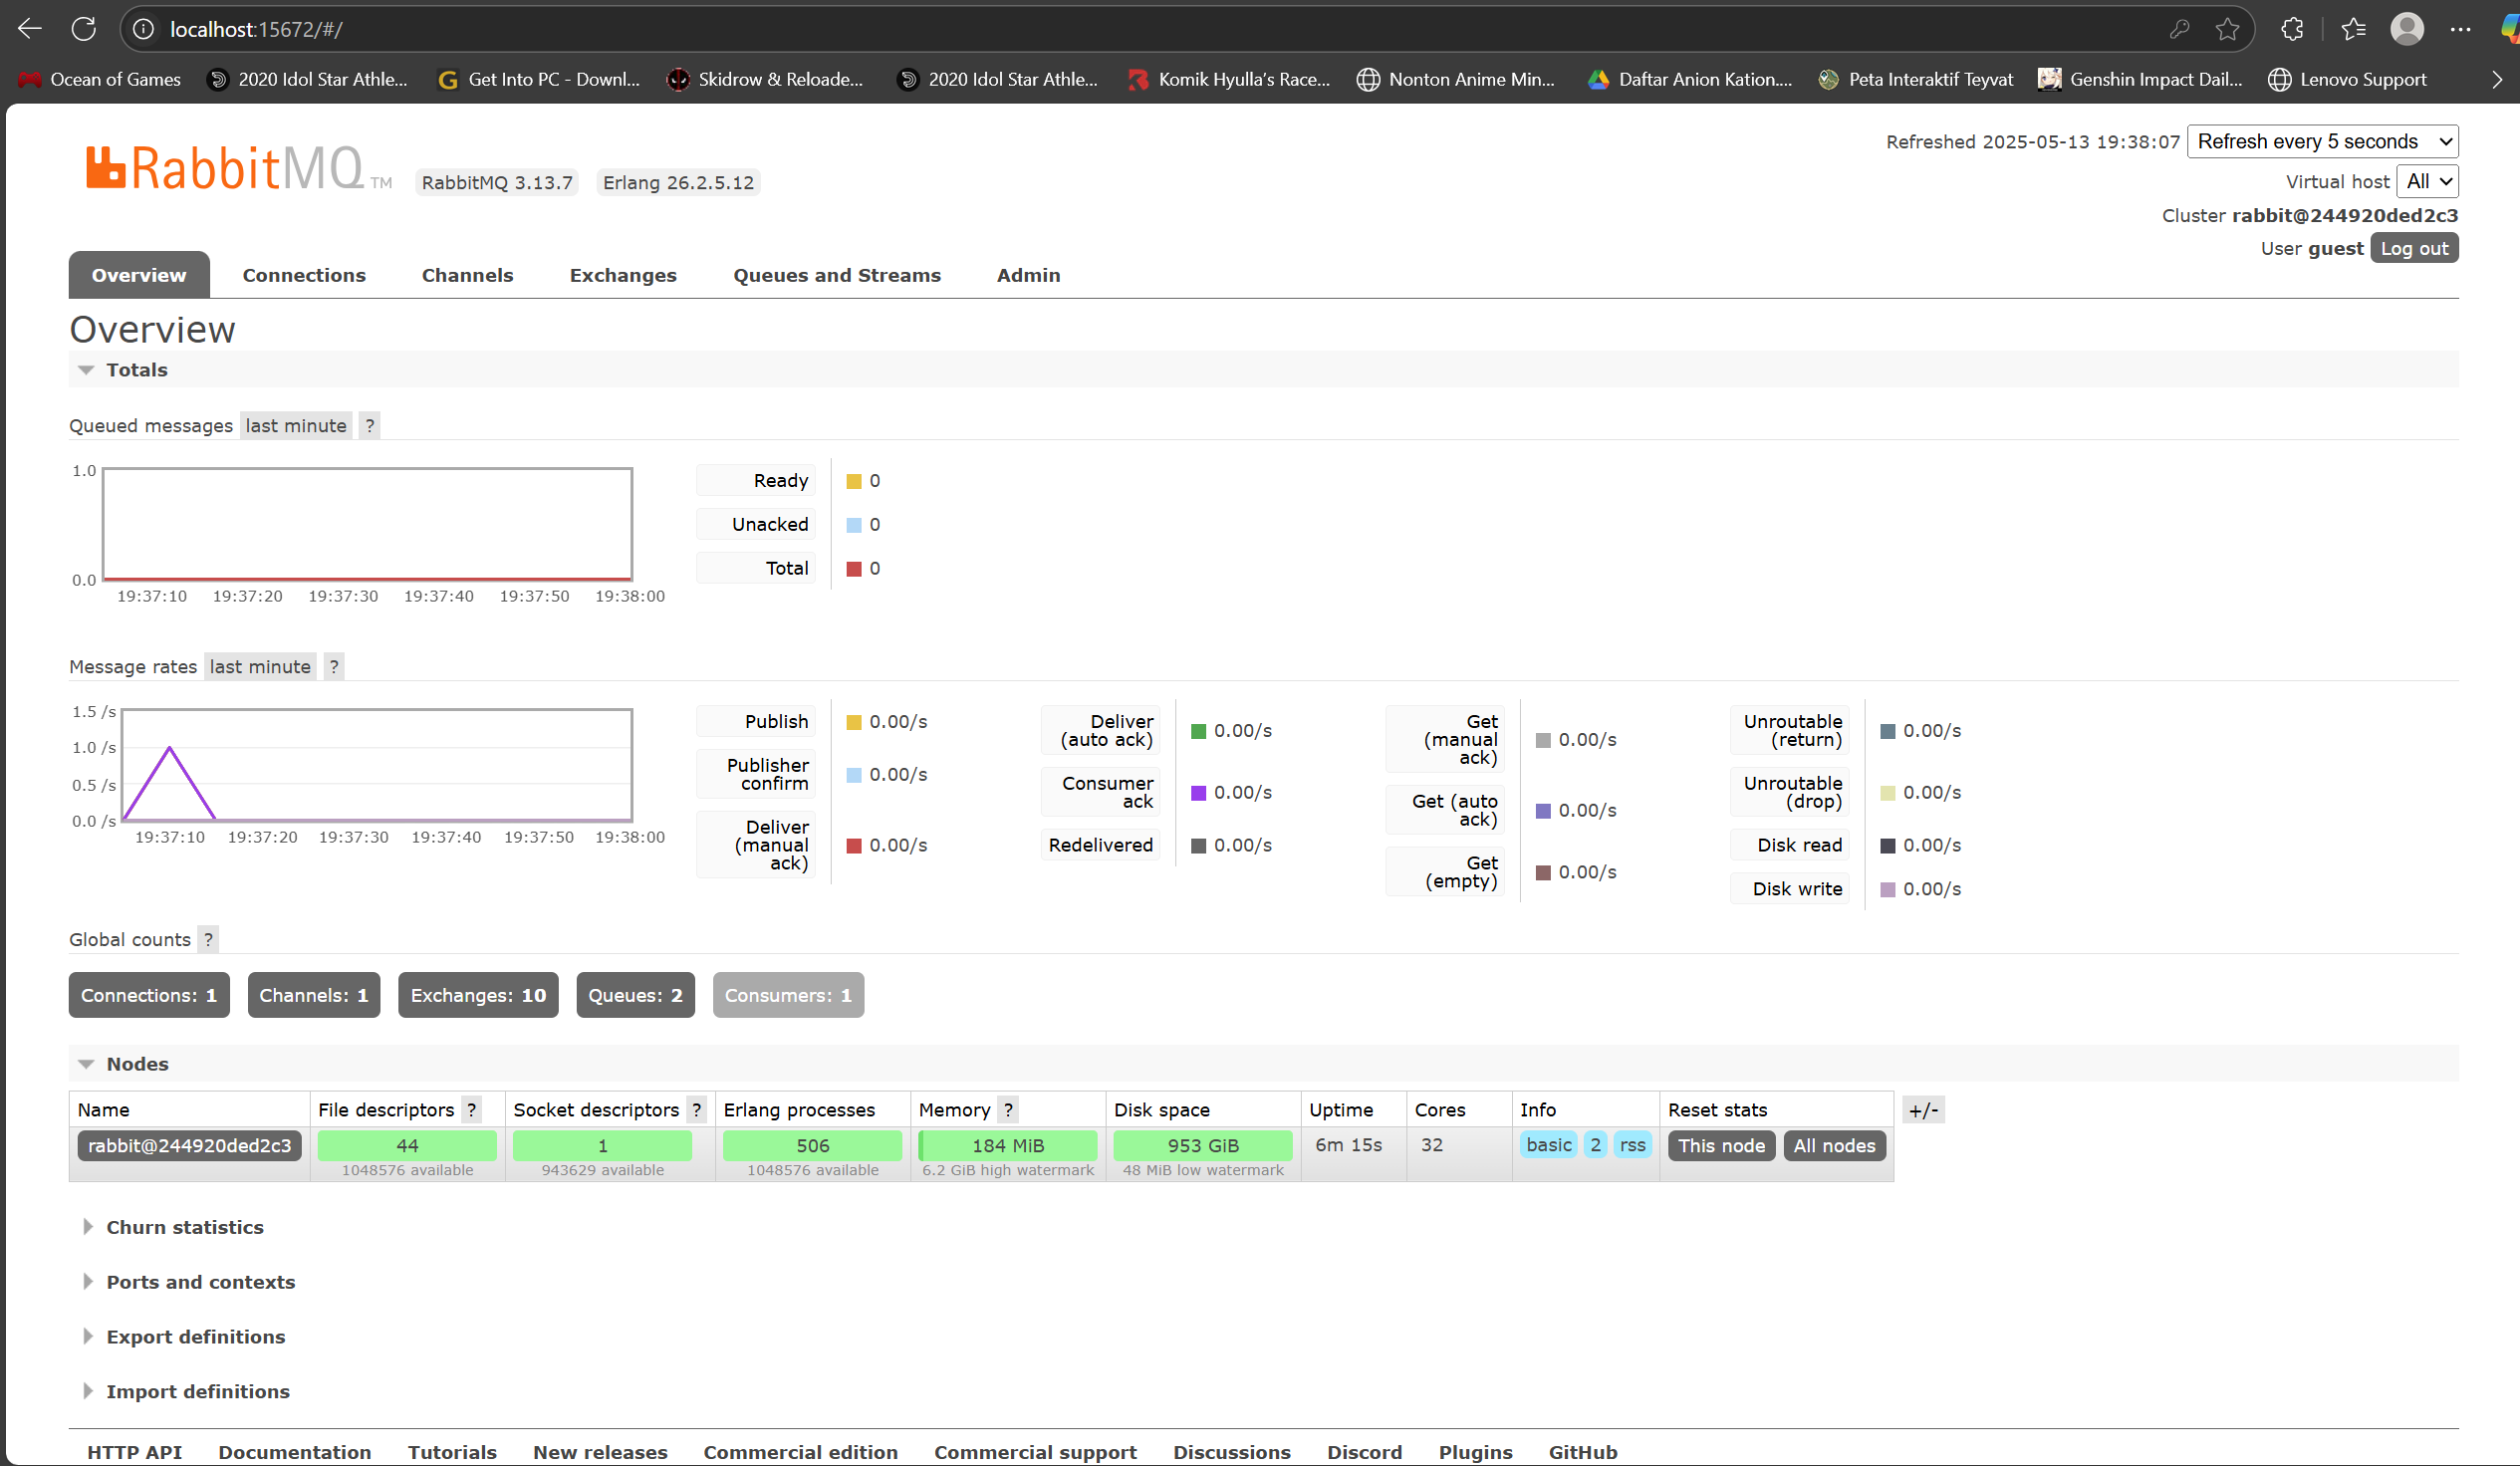 localhost:15672/#/
Ocean of Games 2020 Idol Star Athle... Get Into PC - Downl... Skidrow & Reloade... 2020 Idol Star Athle... Komik Hyulla's Race... Nonton Anime Min... Daftar Anion Kation.... Peta Interaktif Teyvat Genshin Impact Dail... Lenovo Support
Refreshed 2025-05-13 19:38:07 Refresh every 5 seconds
RabbitMQ TM RabbitMQ 3.13.7 Erlang 26.2.5.12
Virtual host All
Cluster rabbit@244920ded2c3
User guest Log out
Overview Connections Channels Exchanges Queues and Streams Admin
Overview
Totals
Queued messages last minute ?
1.0
0.0
19:37:10 19:37:20 19:37:30 19:37:40 19:37:50 19:38:00
Ready 0
Unacked 0
Total 0
Message rates last minute ?
1.5 /s
1.0 /s
0.5 /s
0.0 /s
19:37:10 19:37:20 19:37:30 19:37:40 19:37:50 19:38:00
Publish 0.00/s
Publisher
confirm 0.00/s
Deliver
(manual 0.00/s
ack)
Deliver
(auto ack) 0.00/s
Consumer
ack 0.00/s
Redelivered 0.00/s
Get
(manual 0.00/s
ack)
Get (auto
ack) 0.00/s
Get
(empty) 0.00/s
Unroutable
(return) 0.00/s
Unroutable
(drop) 0.00/s
Disk read 0.00/s
Disk write 0.00/s
Global counts ?
Connections: 1 Channels: 1 Exchanges: 10 Queues: 2 Consumers: 1
Nodes
Name File descriptors ? Socket descriptors ? Erlang processes Memory ? Disk space Uptime Cores Info Reset stats +/-
rabbit@244920ded2c3 44 1 506 184 MiB 953 GiB 6m 15s 32 basic 2 rss This node All nodes
1048576 available 943629 available 1048576 available 6.2 GiB high watermark 48 MiB low watermark
Churn statistics
Ports and contexts
Export definitions
Import definitions
HTTP API Documentation Tutorials New releases Commercial edition Commercial support Discussions Discord Plugins GitHub